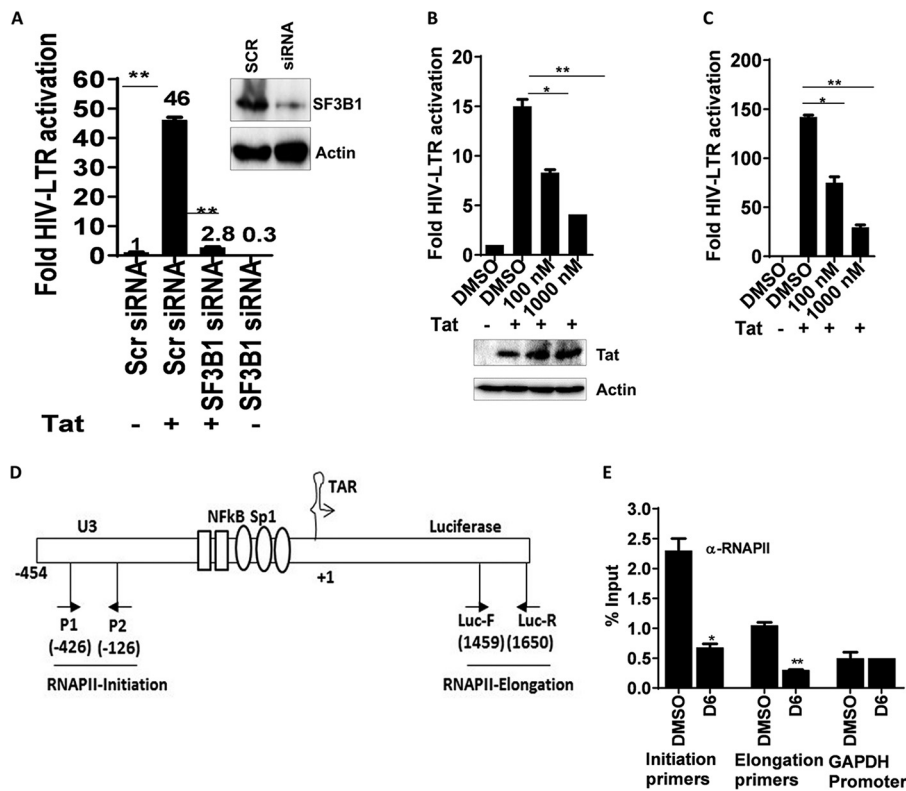 A
Fold HIV-LTR activation
60
50
40
30
20
10
0
**
1
46
**
2.8
0.3
Scr siRNA
Scr siRNA
SF3B1 siRNA
SF3B1 siRNA
Tat - + + -
SCR
siRNA
SF3B1
Actin
B
Fold HIV-LTR activation
20
15
10
5
0
**
*
DMSO
DMSO
100 nM
1000 nM
Tat - + + +
Tat
Actin
C
Fold HIV-LTR activation
200
150
100
50
0
**
*
DMSO
DMSO
100 nM
1000 nM
Tat - + + +
D
TAR
U3
NFkB Sp1
Luciferase
-454
+1
P1
(-426)
P2
(-126)
RNAPII-Initiation
Luc-F
(1459)
Luc-R
(1650)
RNAPII-Elongation
E
% Input
3.0
2.5
2.0
1.5
1.0
0.5
0.0
α-RNAPII
*
**
DMSO
D6
DMSO
D6
DMSO
D6
Initiation
primers
Elongation
primers
GAPDH
Promoter